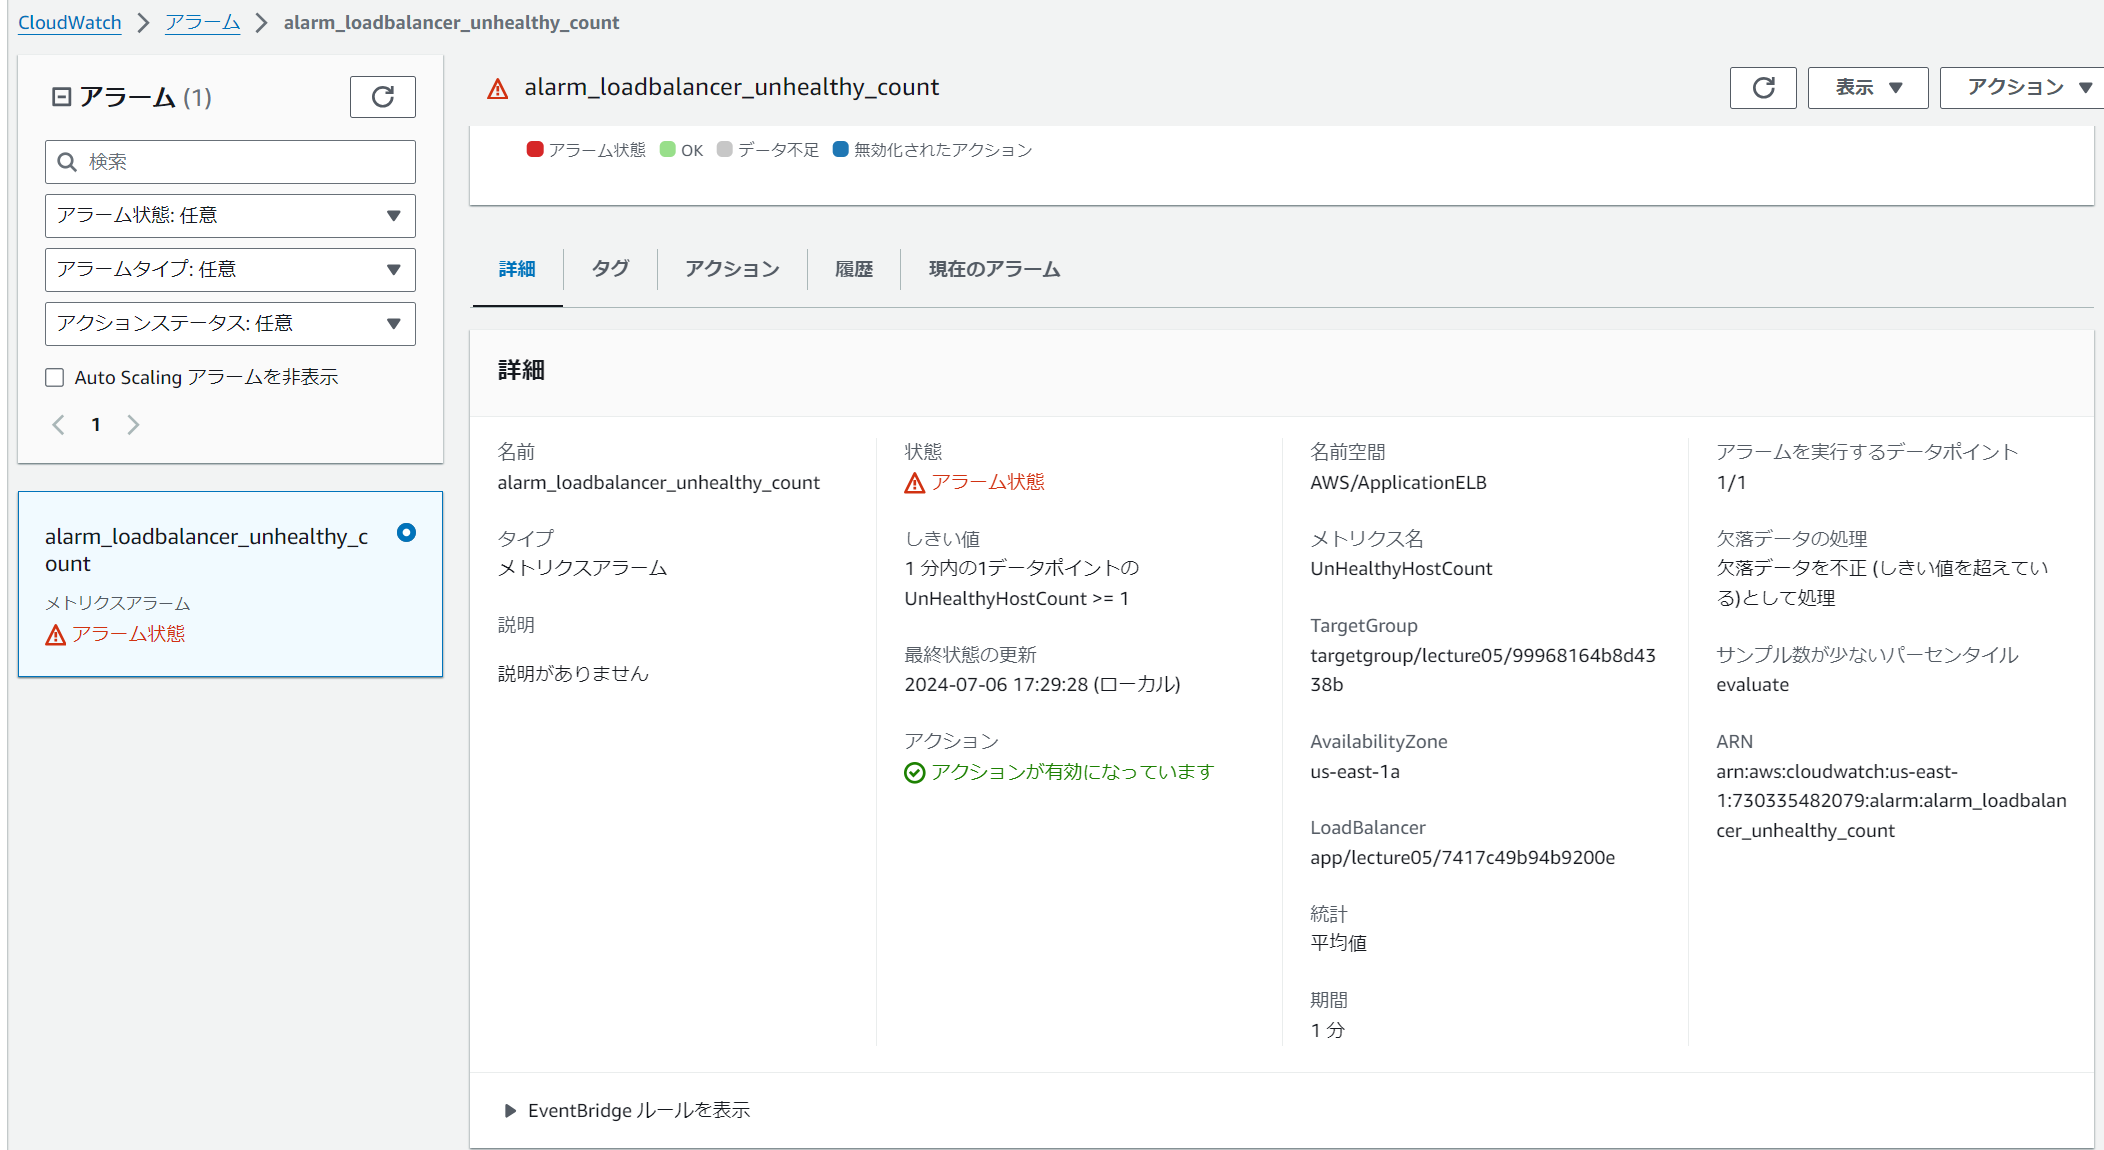 CloudWatch > アラーム > alarm_loadbalancer_unhealthy_count
アラーム (1)
検索
アラーム状態: 任意
アラームタイプ: 任意
アクションステータス: 任意
Auto Scaling アラームを非表示
1
alarm_loadbalancer_unhealthy_c
ount
メトリクスアラーム
アラーム状態
alarm_loadbalancer_unhealthy_count
表示
アクション
アラーム状態 OK データ不足 無効化されたアクション
詳細 タグ アクション 履歴 現在のアラーム
詳細
名前
alarm_loadbalancer_unhealthy_count
タイプ
メトリクスアラーム
説明
説明がありません
状態
アラーム状態
しきい値
1 分内の1データポイントの
UnHealthyHostCount >= 1
最終状態の更新
2024-07-06 17:29:28 (ローカル)
アクション
アクションが有効になっています
名前空間
AWS/ApplicationELB
メトリクス名
UnHealthyHostCount
TargetGroup
targetgroup/lecture05/99968164b8d43
38b
AvailabilityZone
us-east-1a
LoadBalancer
app/lecture05/7417c49b94b9200e
統計
平均値
期間
1 分
アラームを実行するデータポイント
1/1
欠落データの処理
欠落データを不正 (しきい値を超えてい
る)として処理
サンプル数が少ないパーセンタイル
evaluate
ARN
arn:aws:cloudwatch:us-east-
1:730335482079:alarm:alarm_loadbalan
cer_unhealthy_count
EventBridge ルールを表示